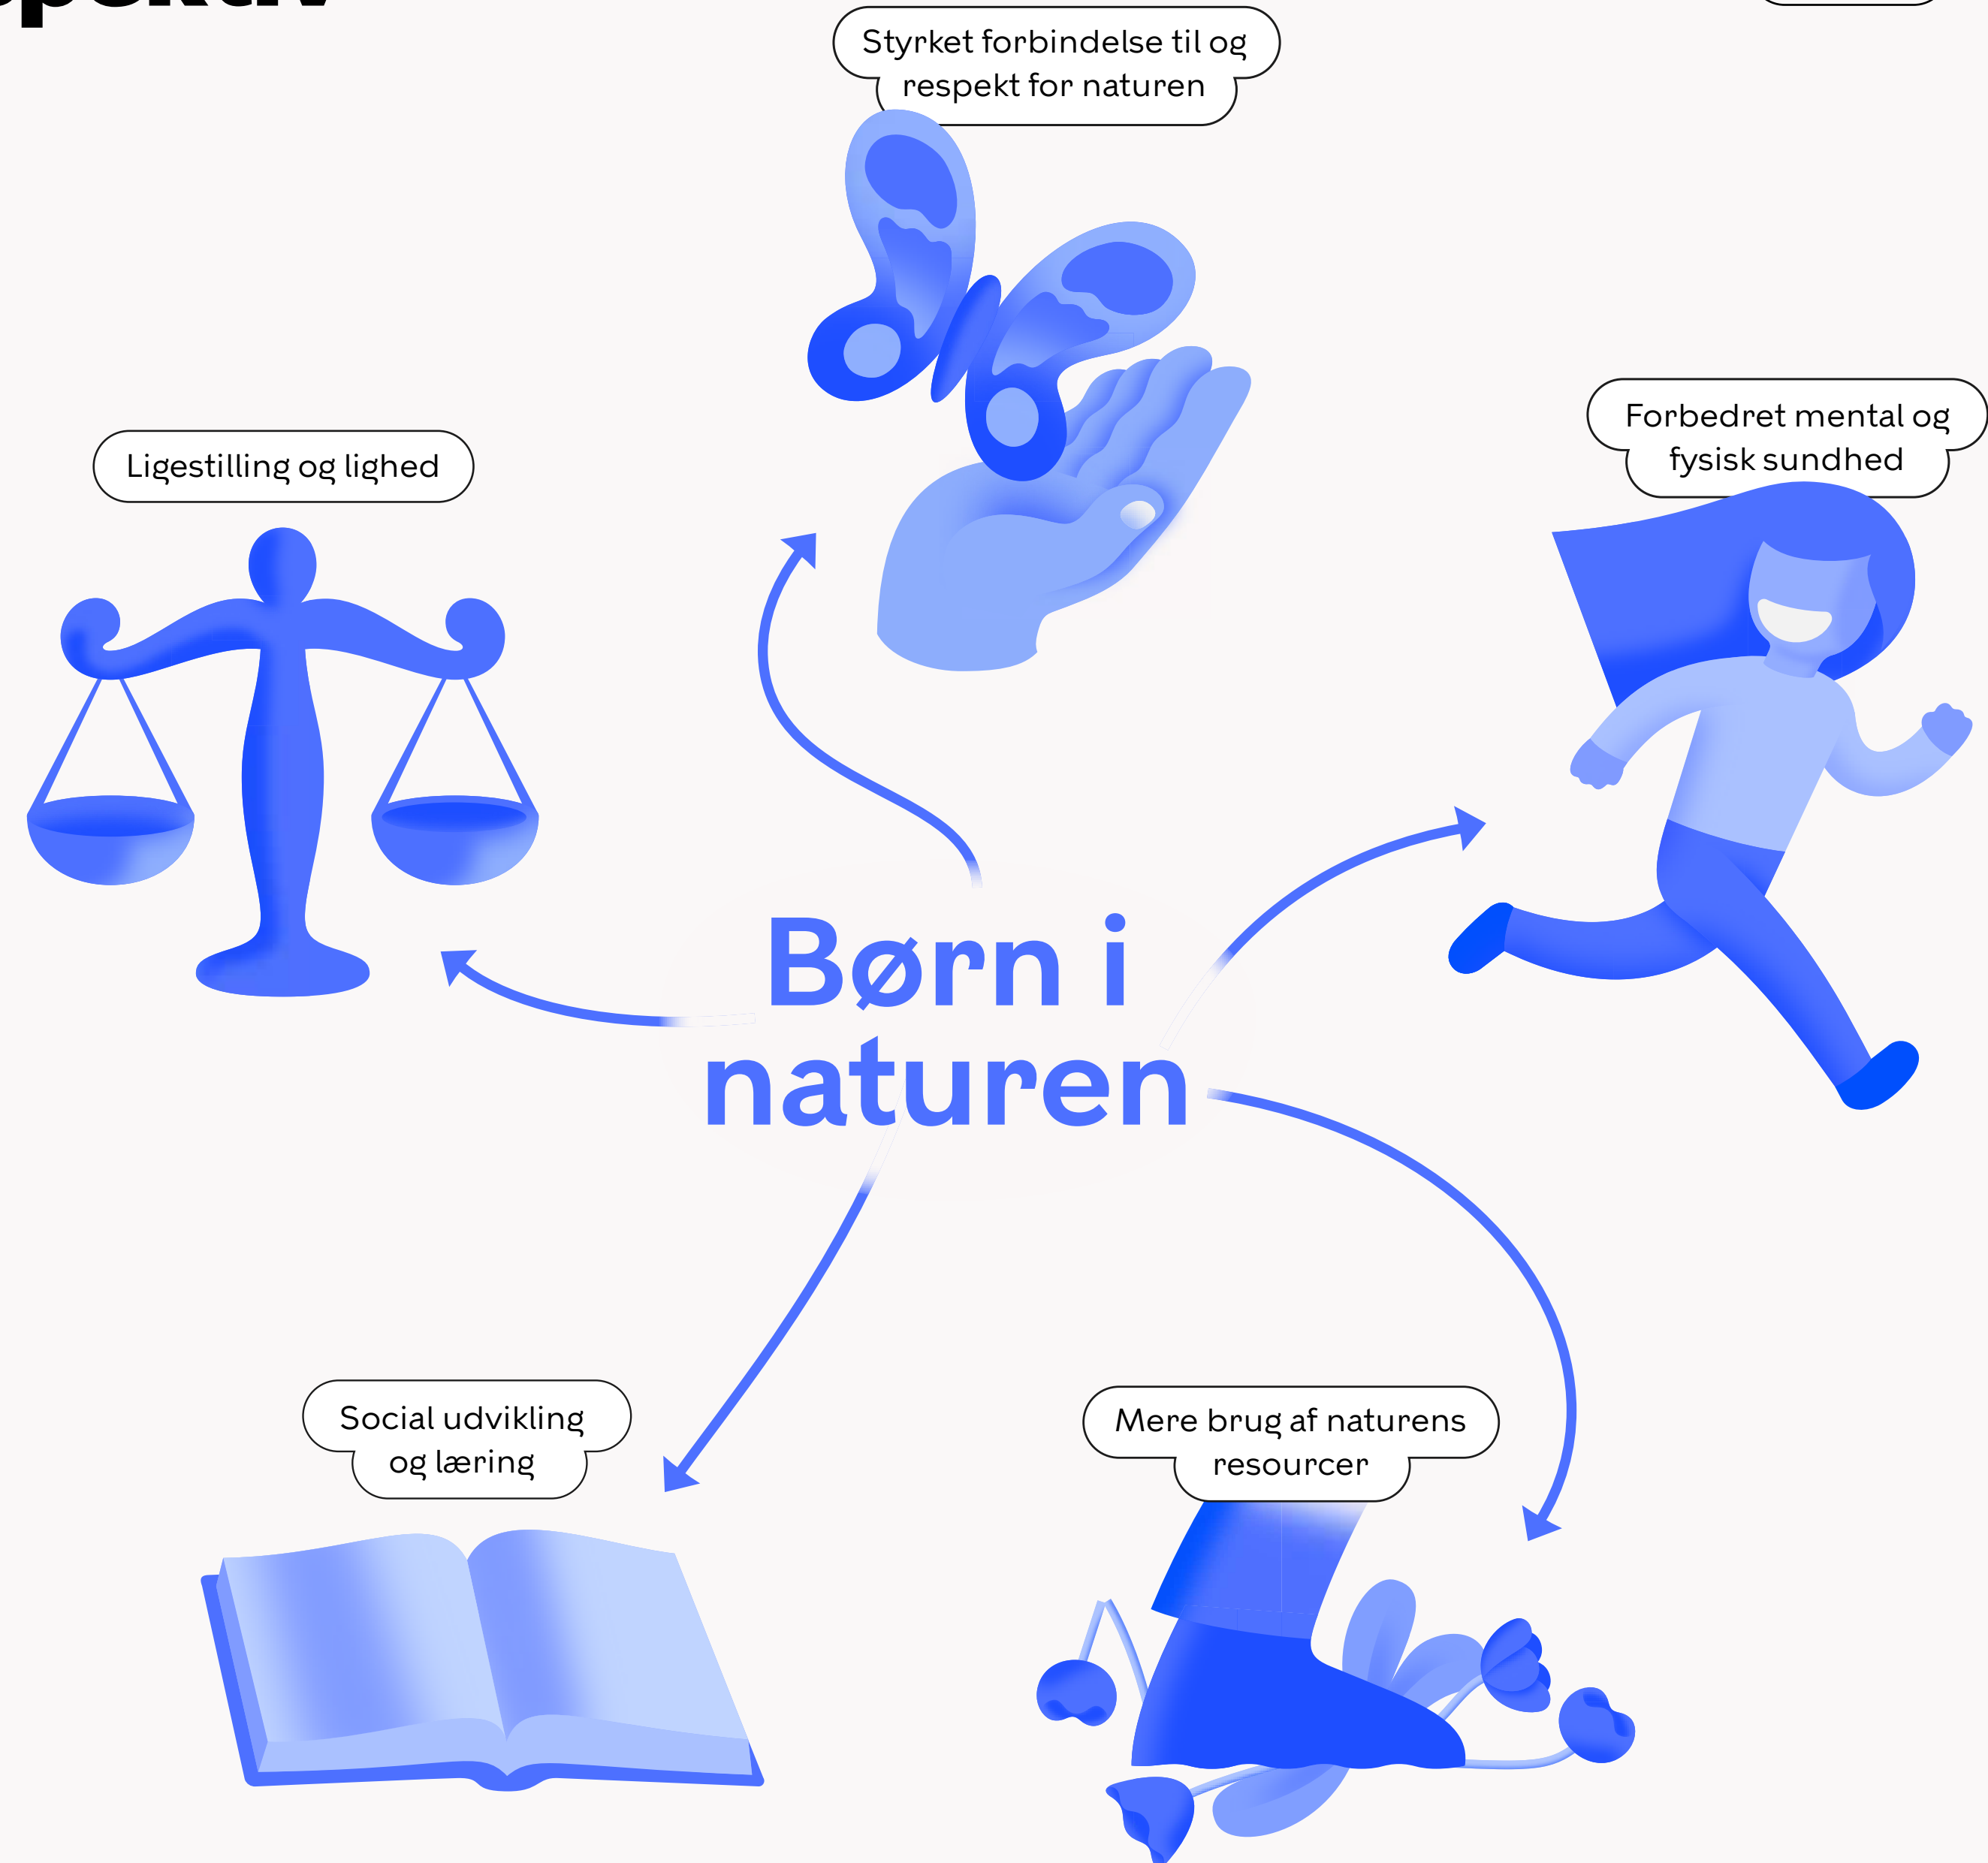 Styrket forbindelse til og
respekt for naturen
Forbedret mental og
fysisk sundhed
Ligestilling og lighed
Børn i
naturen
Social udvikling
og læring
Mere brug af naturens
resourcer